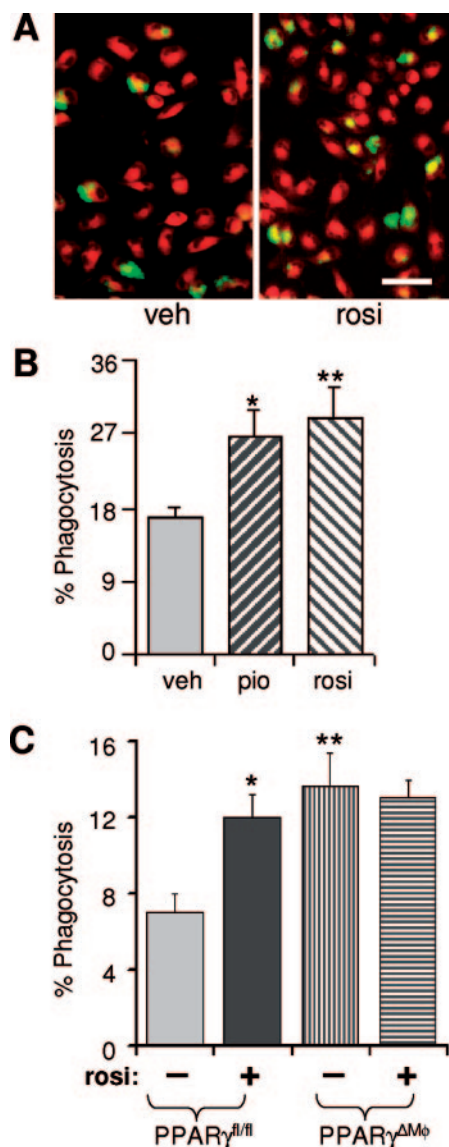 A
veh rosi
B
% Phagocytosis
36
27
18
9
0
*
**
veh pio rosi
C
% Phagocytosis
16
12
8
4
0
*
**
rosi: − + − +
PPARγfl/fl PPARγΔMϕ